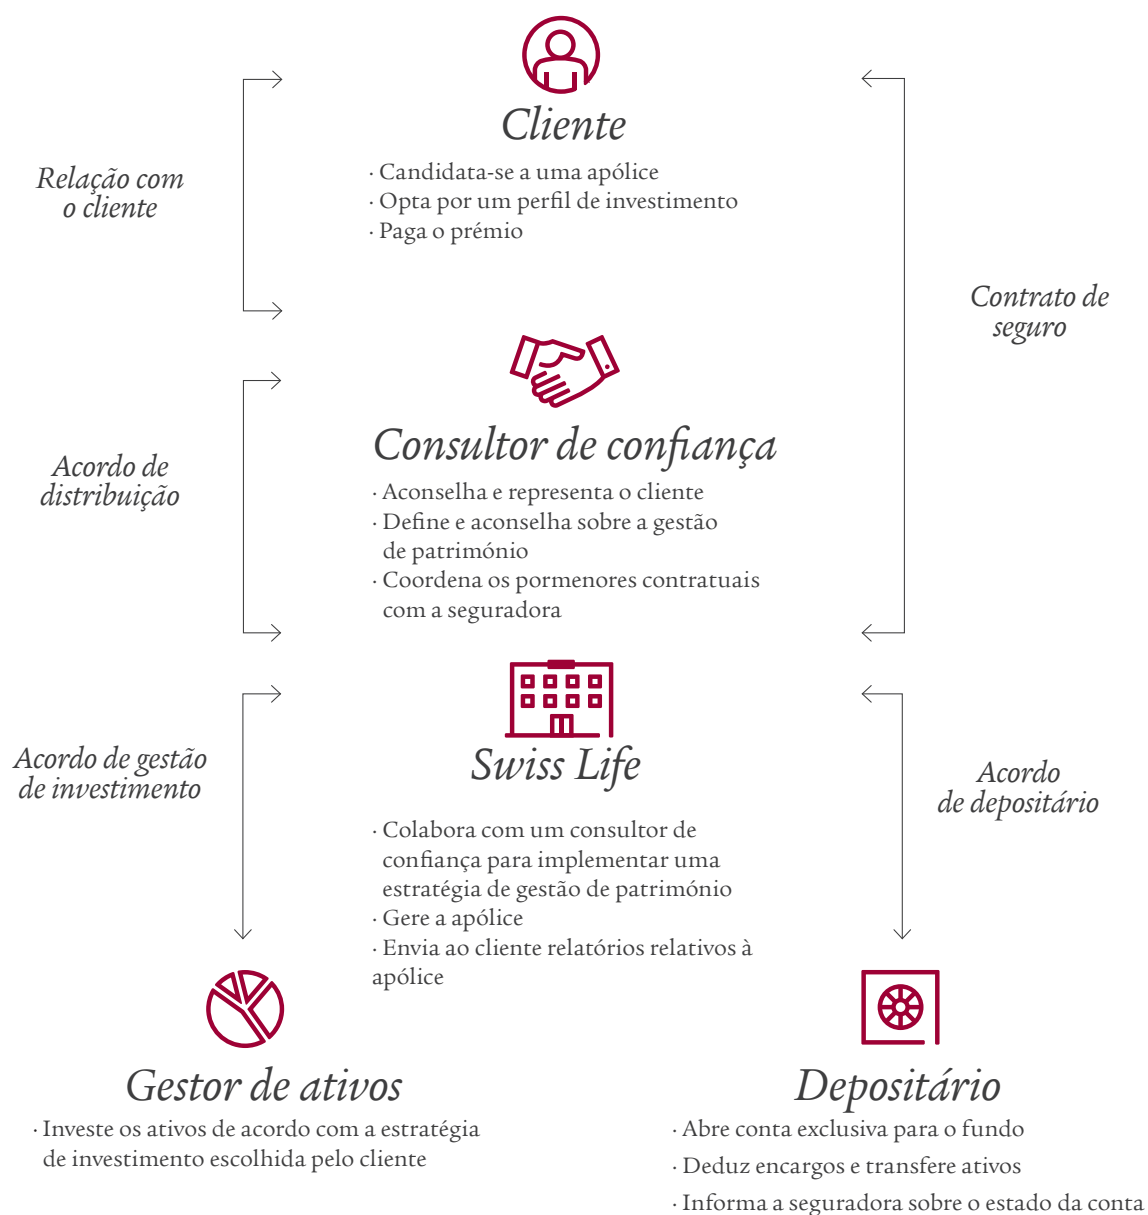 Cliente
· Candidata-se a uma apólice
· Opta por um perfil de investimento
· Paga o prémio
Relação com
o cliente
Contrato de
seguro
Consultor de confiança
· Aconselha e representa o cliente
· Define e aconselha sobre a gestão
de património
· Coordena os pormenores contratuais
com a seguradora
Acordo de
distribuição
Swiss Life
· Colabora com um consultor de
confiança para implementar uma
estratégia de gestão de património
· Gere a apólice
· Envia ao cliente relatórios relativos à
apólice
Acordo de gestão
de investimento
Acordo
de depositário
Gestor de ativos
· Investe os ativos de acordo com a estratégia
de investimento escolhida pelo cliente
Depositário
· Abre conta exclusiva para o fundo
· Deduz encargos e transfere ativos
· Informa a seguradora sobre o estado da conta